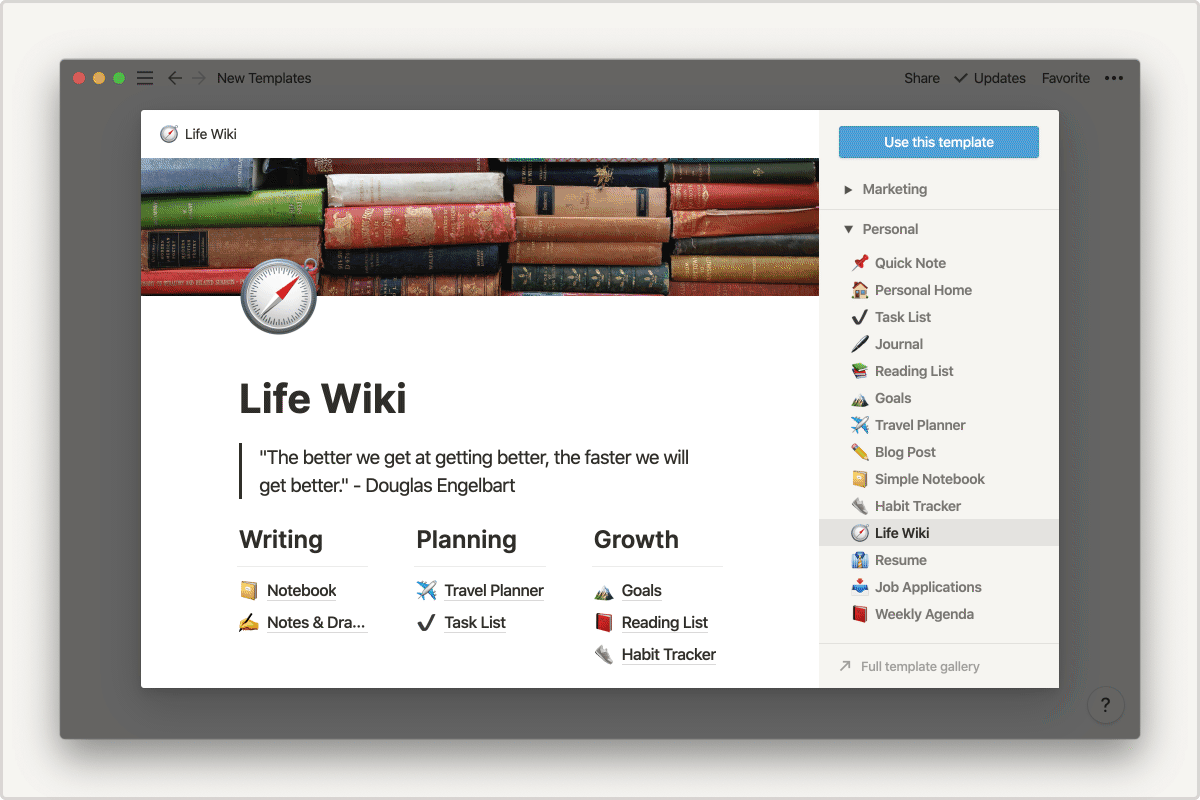 New Templates
Share
Updates
Favorite
Life Wiki
Life Wiki
"The better we get at getting better, the faster we will
get better." - Douglas Engelbart
Writing
Notebook
Notes & Dra...
Planning
Travel Planner
Task List
Growth
Goals
Reading List
Habit Tracker
Use this template
Marketing
Personal
Quick Note
Personal Home
Task List
Journal
Reading List
Goals
Travel Planner
Blog Post
Simple Notebook
Habit Tracker
Life Wiki
Resume
Job Applications
Weekly Agenda
Full template gallery
?